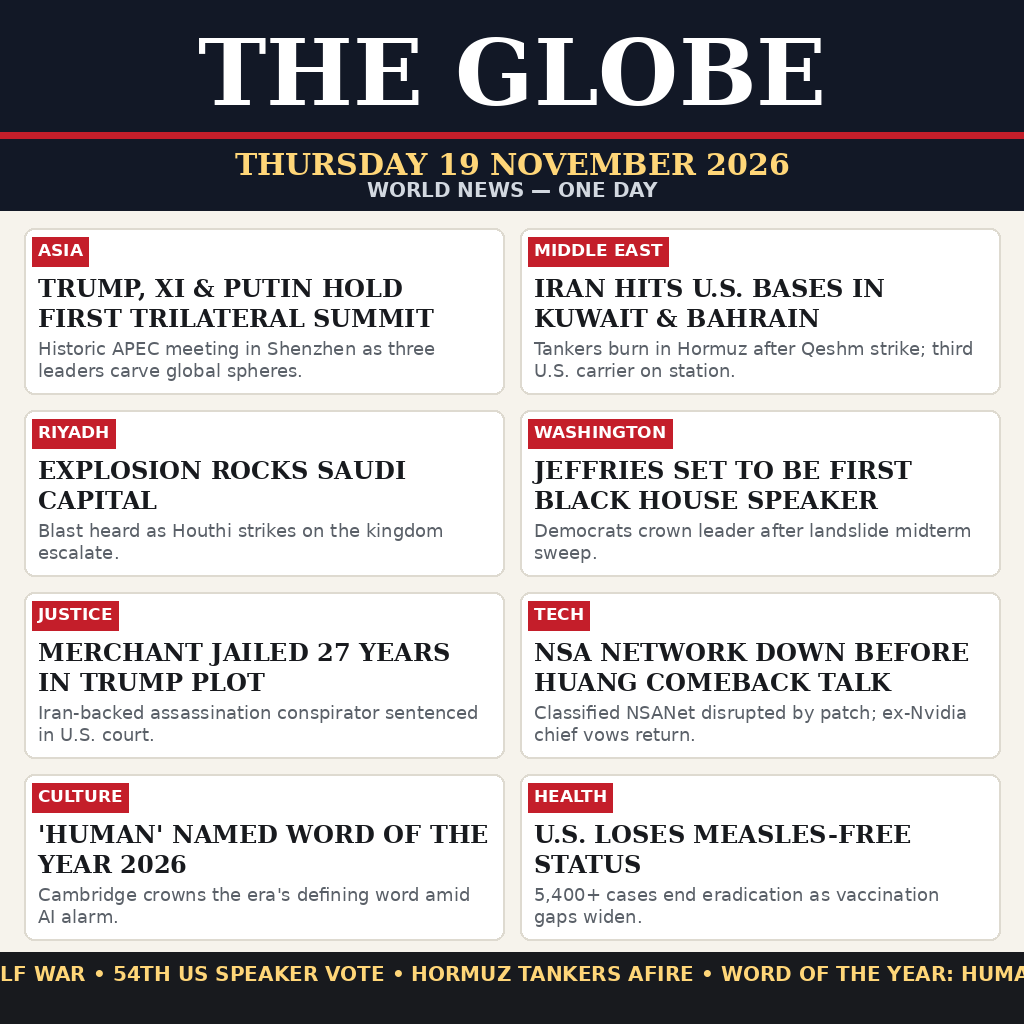 THE GLOBE
THURSDAY 19 NOVEMBER 2026
WORLD NEWS — ONE DAY
ASIA
TRUMP, XI & PUTIN HOLD
FIRST TRILATERAL SUMMIT
Historic APEC meeting in Shenzhen as three
leaders carve global spheres.
MIDDLE EAST
IRAN HITS U.S. BASES IN
KUWAIT & BAHRAIN
Tankers burn in Hormuz after Qeshm strike; third
U.S. carrier on station.
RIYADH
EXPLOSION ROCKS SAUDI
CAPITAL
Blast heard as Houthi strikes on the kingdom
escalate.
WASHINGTON
JEFFRIES SET TO BE FIRST
BLACK HOUSE SPEAKER
Democrats crown leader after landslide midterm
sweep.
JUSTICE
MERCHANT JAILED 27 YEARS
IN TRUMP PLOT
Iran-backed assassination conspirator sentenced
in U.S. court.
TECH
NSA NETWORK DOWN BEFORE
HUANG COMEBACK TALK
Classified NSANet disrupted by patch; ex-Nvidia
chief vows return.
CULTURE
'HUMAN' NAMED WORD OF THE
YEAR 2026
Cambridge crowns the era's defining word amid
AI alarm.
HEALTH
U.S. LOSES MEASLES-FREE
STATUS
5,400+ cases end eradication as vaccination
gaps widen.
LF WAR • 54TH US SPEAKER VOTE • HORMUZ TANKERS AFIRE • WORD OF THE YEAR: HUMA